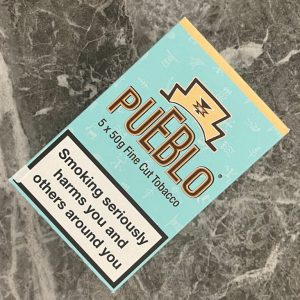 PUEBLO®
5 x 50g Fine Cut Tobacco
Smoking seriously
harms you and
others around you